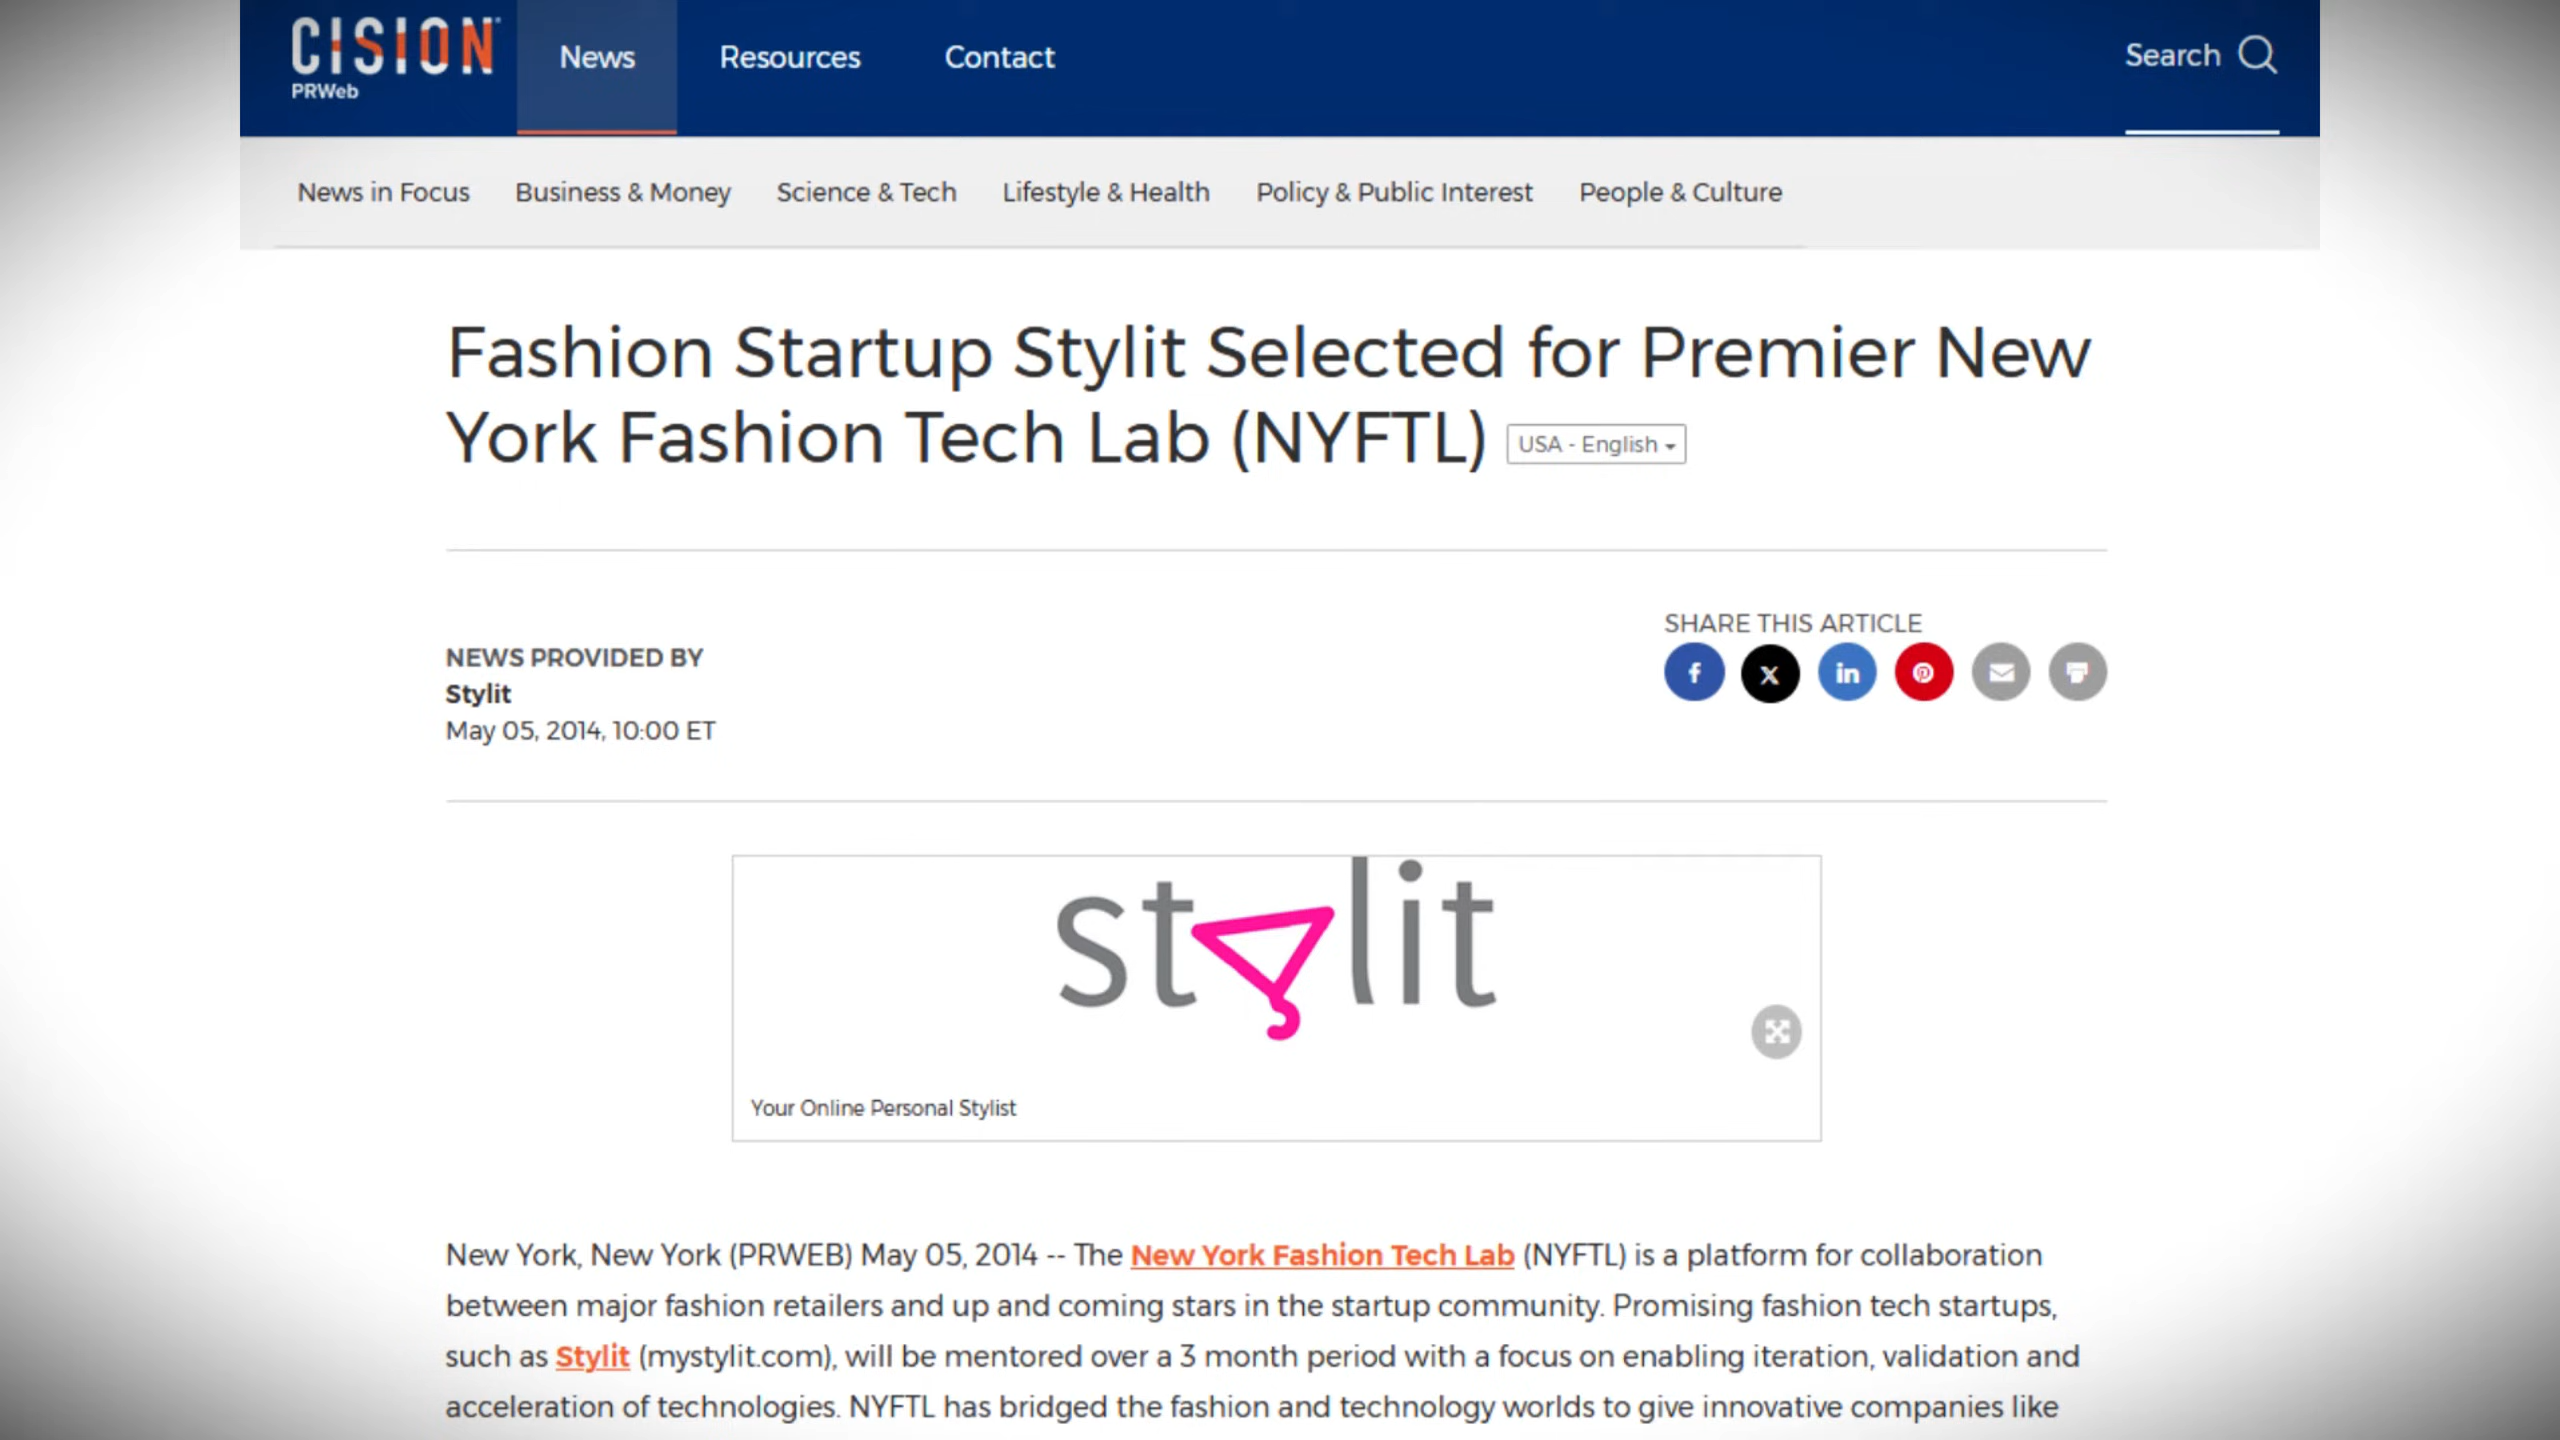 CISION
PRWeb
News
Resources
Contact
Search
News in Focus
Business & Money
Science & Tech
Lifestyle & Health
Policy & Public Interest
People & Culture
Fashion Startup Stylit Selected for Premier New
York Fashion Tech Lab (NYFTL)
USA - English
SHARE THIS ARTICLE
NEWS PROVIDED BY
Stylit
May 05, 2014, 10:00 ET
stylit
Your Online Personal Stylist
New York, New York (PRWEB) May 05, 2014 -- The New York Fashion Tech Lab (NYFTL) is a platform for collaboration
between major fashion retailers and up and coming stars in the startup community. Promising fashion tech startups,
such as Stylit (mystylit.com), will be mentored over a 3 month period with a focus on enabling iteration, validation and
acceleration of technologies. NYFTL has bridged the fashion and technology worlds to give innovative companies like